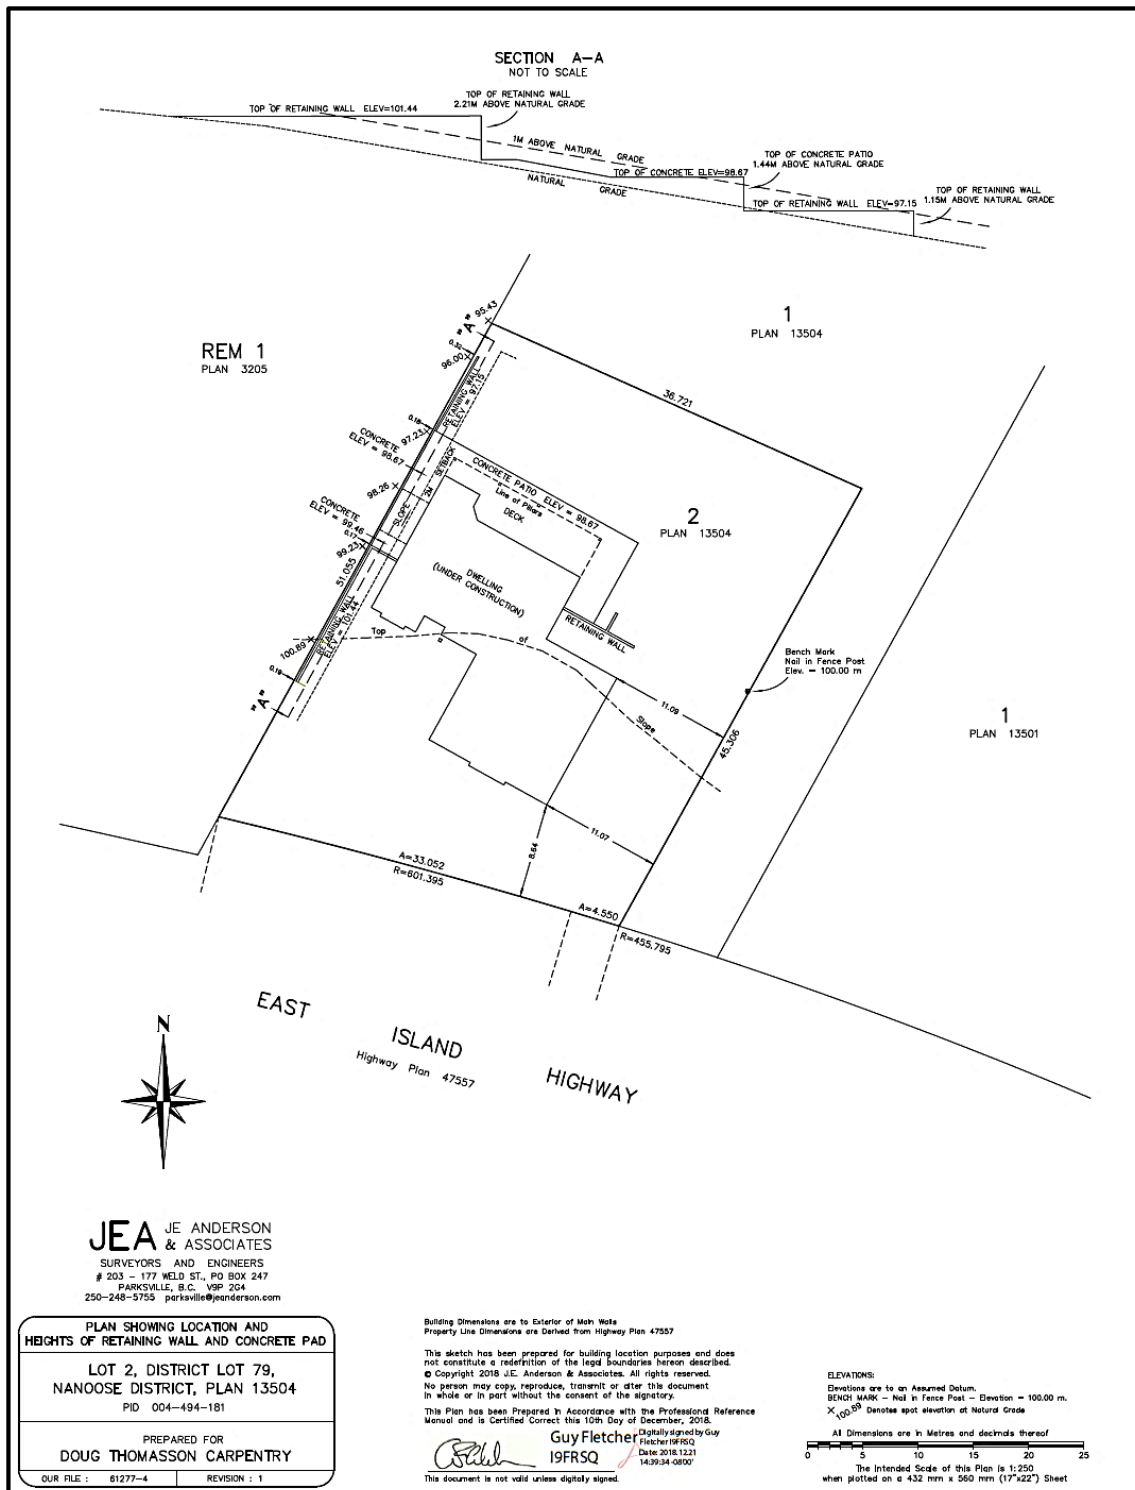 SECTION A-A
NOT TO SCALE
TOP OF RETAINING WALL
2.21M ABOVE NATURAL GRADE
TOP OF RETAINING WALL ELEV=101.44
1M ABOVE NATURAL GRADE
TOP OF CONCRETE PATIO
1.44M ABOVE NATURAL GRADE
TOP OF CONCRETE ELEV=98.67
NATURAL GRADE
TOP OF RETAINING WALL
1.15M ABOVE NATURAL GRADE
TOP OF RETAINING WALL ELEV=97.15
"A"
95.43
1
PLAN 13504
REM 1
PLAN 3205
0.32
96.00
RETAINING WALL
ELEV = 97.15
36.721
0.18
97.23
CONCRETE
ELEV = 98.67
SETBACK
2M
98.26
SLOPE
CONCRETE PATIO ELEV = 98.67
Line of Pillars
DECK
2
PLAN 13504
CONCRETE
ELEV = 99.46
0.17
99.23
51.055
DWELLING
(UNDER CONSTRUCTION)
RETAINING WALL
ELEV = 101.44
RETAINING WALL
100.89
Top of Slope
0.19
"A"
Bench Mark
Nail in Fence Post
Elev. = 100.00 m
11.09
45.306
1
PLAN 13501
11.07
8.64
A=33.052
R=601.395
A=4.550
R=455.795
EAST ISLAND HIGHWAY
Highway Plan 47557
N
JEA JE ANDERSON
& ASSOCIATES
SURVEYORS AND ENGINEERS
# 203 - 177 WELD ST., PO BOX 247
PARKSVILLE, B.C. V9P 2G4
250-248-5755 parksville@jeanderson.com
PLAN SHOWING LOCATION AND
HEIGHTS OF RETAINING WALL AND CONCRETE PAD
LOT 2, DISTRICT LOT 79,
NANOOSE DISTRICT, PLAN 13504
PID 004-494-181
PREPARED FOR
DOUG THOMASSON CARPENTRY
OUR FILE : 61277-4 REVISION : 1
Building Dimensions are to Exterior of Main Walls
Property Line Dimensions are Derived from Highway Plan 47557
This sketch has been prepared for building location purposes and does
not constitute a redefinition of the legal boundaries hereon described.
© Copyright 2018 J.E. Anderson & Associates. All rights reserved.
No person may copy, reproduce, transmit or alter this document
in whole or in part without the consent of the signatory.
This Plan has been Prepared in Accordance with the Professional Reference
Manual and is Certified Correct this 10th Day of December, 2018.
Guy Fletcher
I9FRSQ
Digitally signed by Guy
Fletcher I9FRSQ
Date: 2018.12.21
14:39:34 -08'00'
This document is not valid unless digitally signed.
ELEVATIONS:
Elevations are to an Assumed Datum.
BENCH MARK - Nail in Fence Post - Elevation = 100.00 m.
100.89 Denotes spot elevation at Natural Grade
All Dimensions are in Metres and decimals thereof
0 5 10 15 20 25
The Intended Scale of this Plan is 1:250
when plotted on a 432 mm x 560 mm (17"x22") Sheet